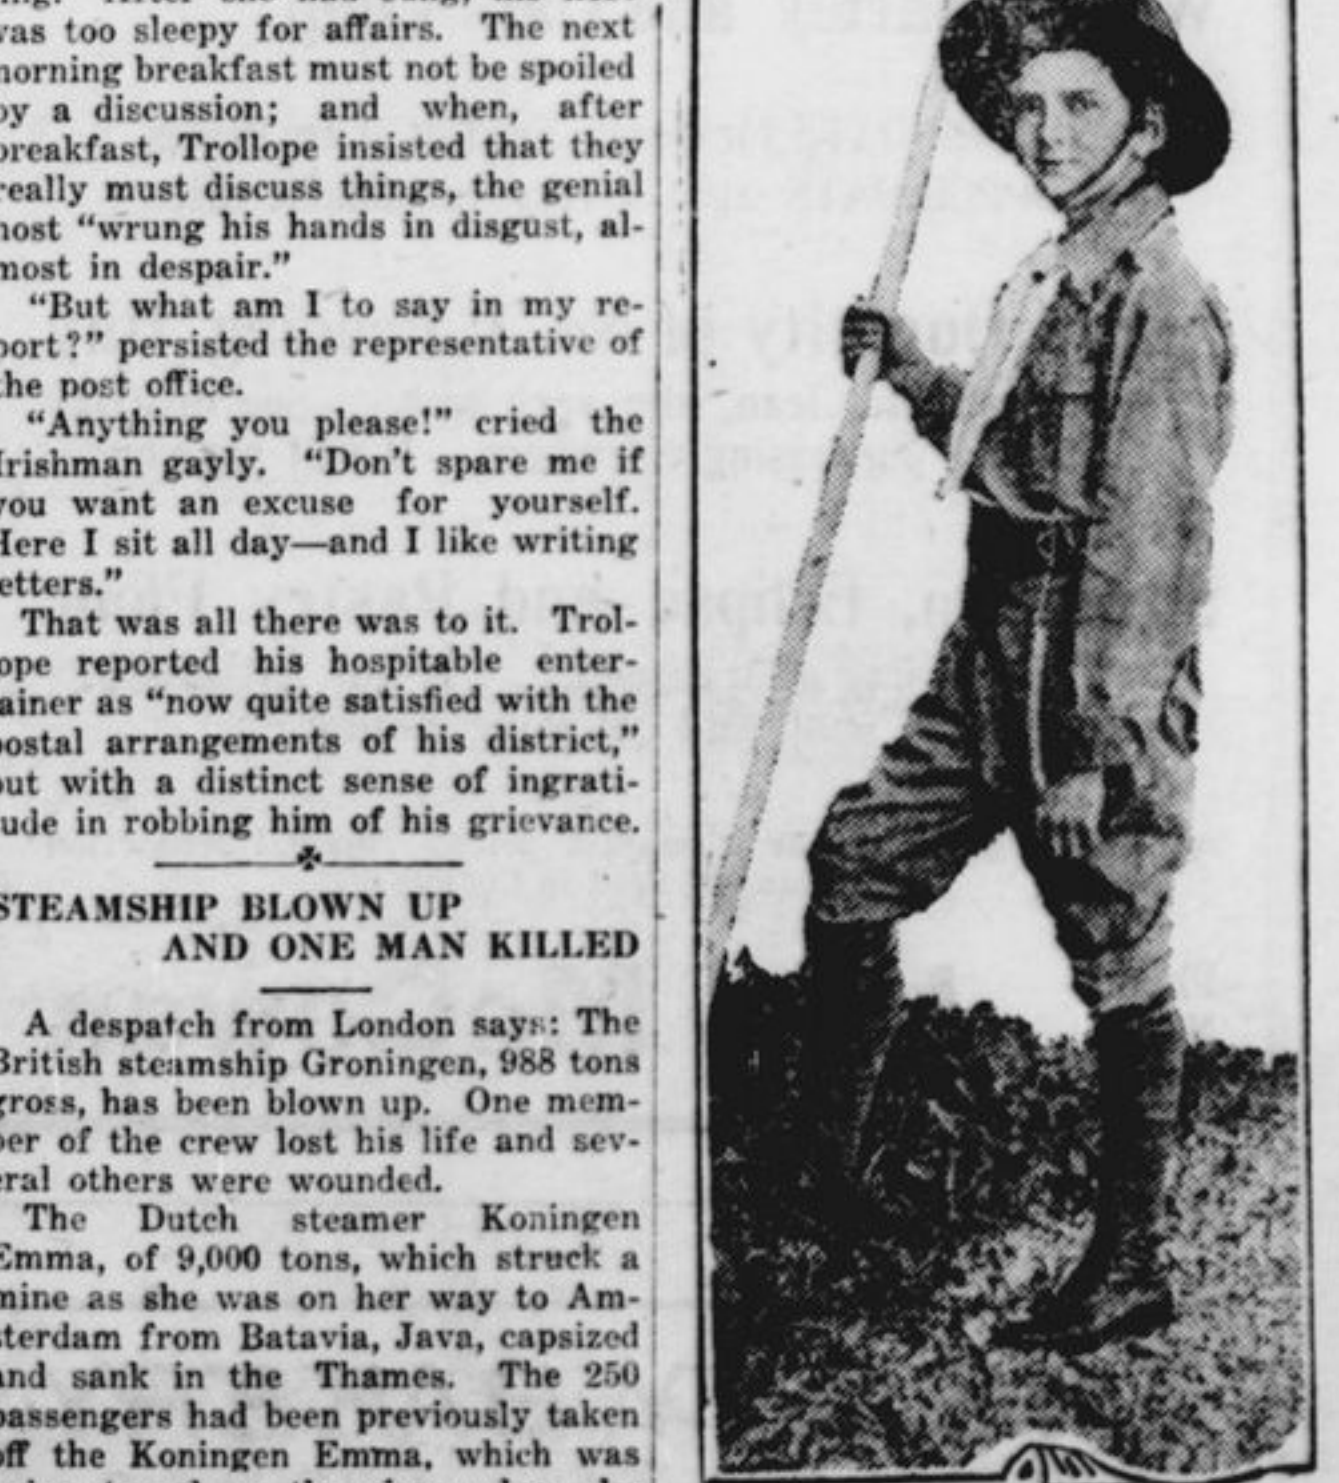 After she had sung,
was too sleepy for affairs. The next
morning breakfast must not be spoiled
by a discussion; and when, after
breakfast, Trollope insisted that they
really must discuss things, the genial
host "wrung his hands in disgust, al-
most in despair."
"But what am I to say in my re-
port?" persisted the representative of
the post office.
"Anything you please!" cried the
Irishman gayly. "Don't spare me if
you want an excuse for yourself.
Here I sit all day—and I like writing
letters."
That was all there was to it. Trol-
lope reported his hospitable enter-
tainer as "now quite satisfied with the
postal arrangements of his district,"
but with a distinct sense of ingrati-
tude in robbing him of his grievance.
STEAMSHIP BLOWN UP
AND ONE MAN KILLED
A despatch from London says: The
British steamship Groningen, 988 tons
gross, has been blown up. One mem-
ber of the crew lost his life and sev-
eral others were wounded.
The Dutch steamer Koningen
Emma, of 9,000 tons, which struck a
mine as she was on her way to Am-
sterdam from Batavia, Java, capsized
and sank in the Thames. The 250
passengers had been previously taken
off the Koningen Emma, which was